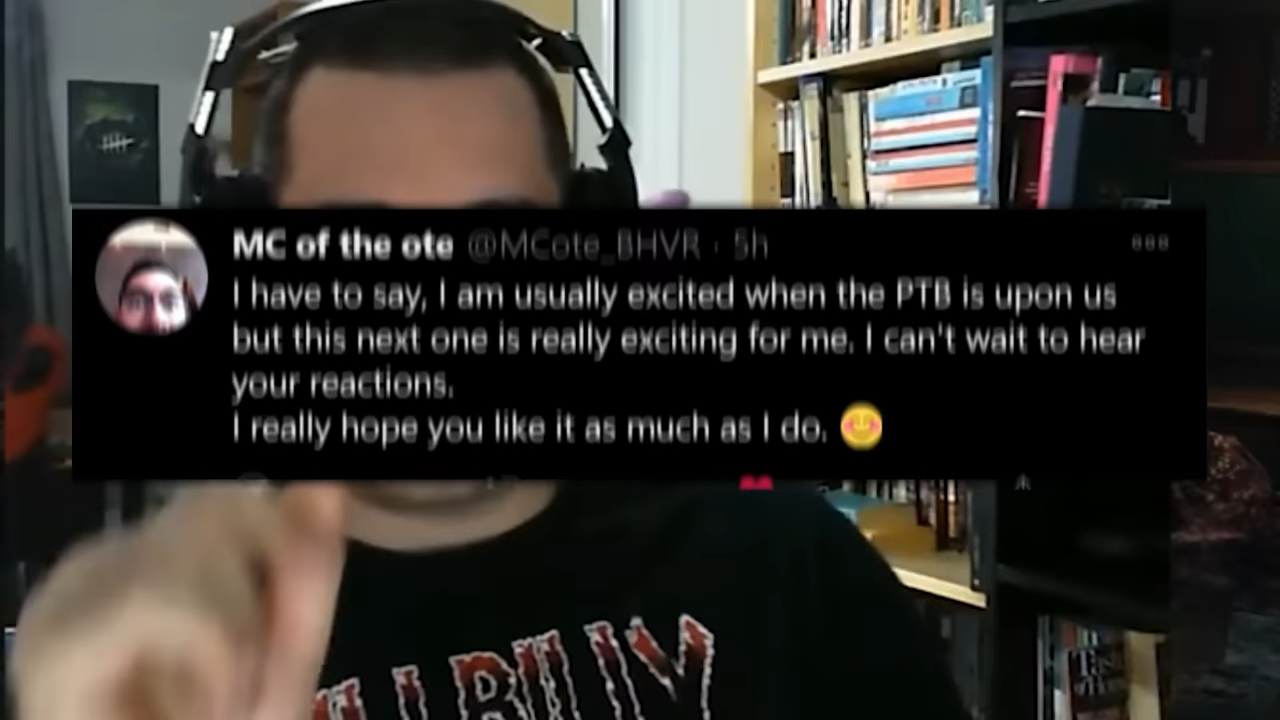 MC of the ote @MCote_BHVR · 5h
I have to say, I am usually excited when the PTB is upon us
but this next one is really exciting for me. I can't wait to hear
your reactions.
I really hope you like it as much as I do. 😊
HILLBILLY